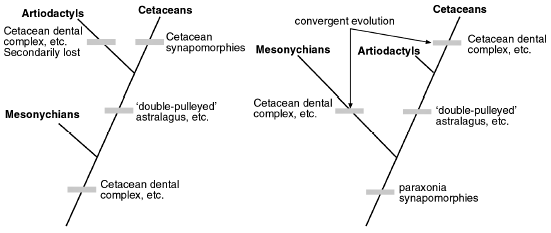 Cetaceans
Artiodactyls
Cetacean dental
complex, etc.
Secondarily lost
Cetacean
synapomorphies
'double-pulleyed'
astralagus, etc.
Mesonychians
Cetacean dental
complex, etc.
Cetaceans
convergent evolution
Cetacean dental
complex, etc.
Mesonychians
Artiodactyls
Cetacean dental
complex, etc.
'double-pulleyed'
astralagus, etc.
paraxonia
synapomorphies